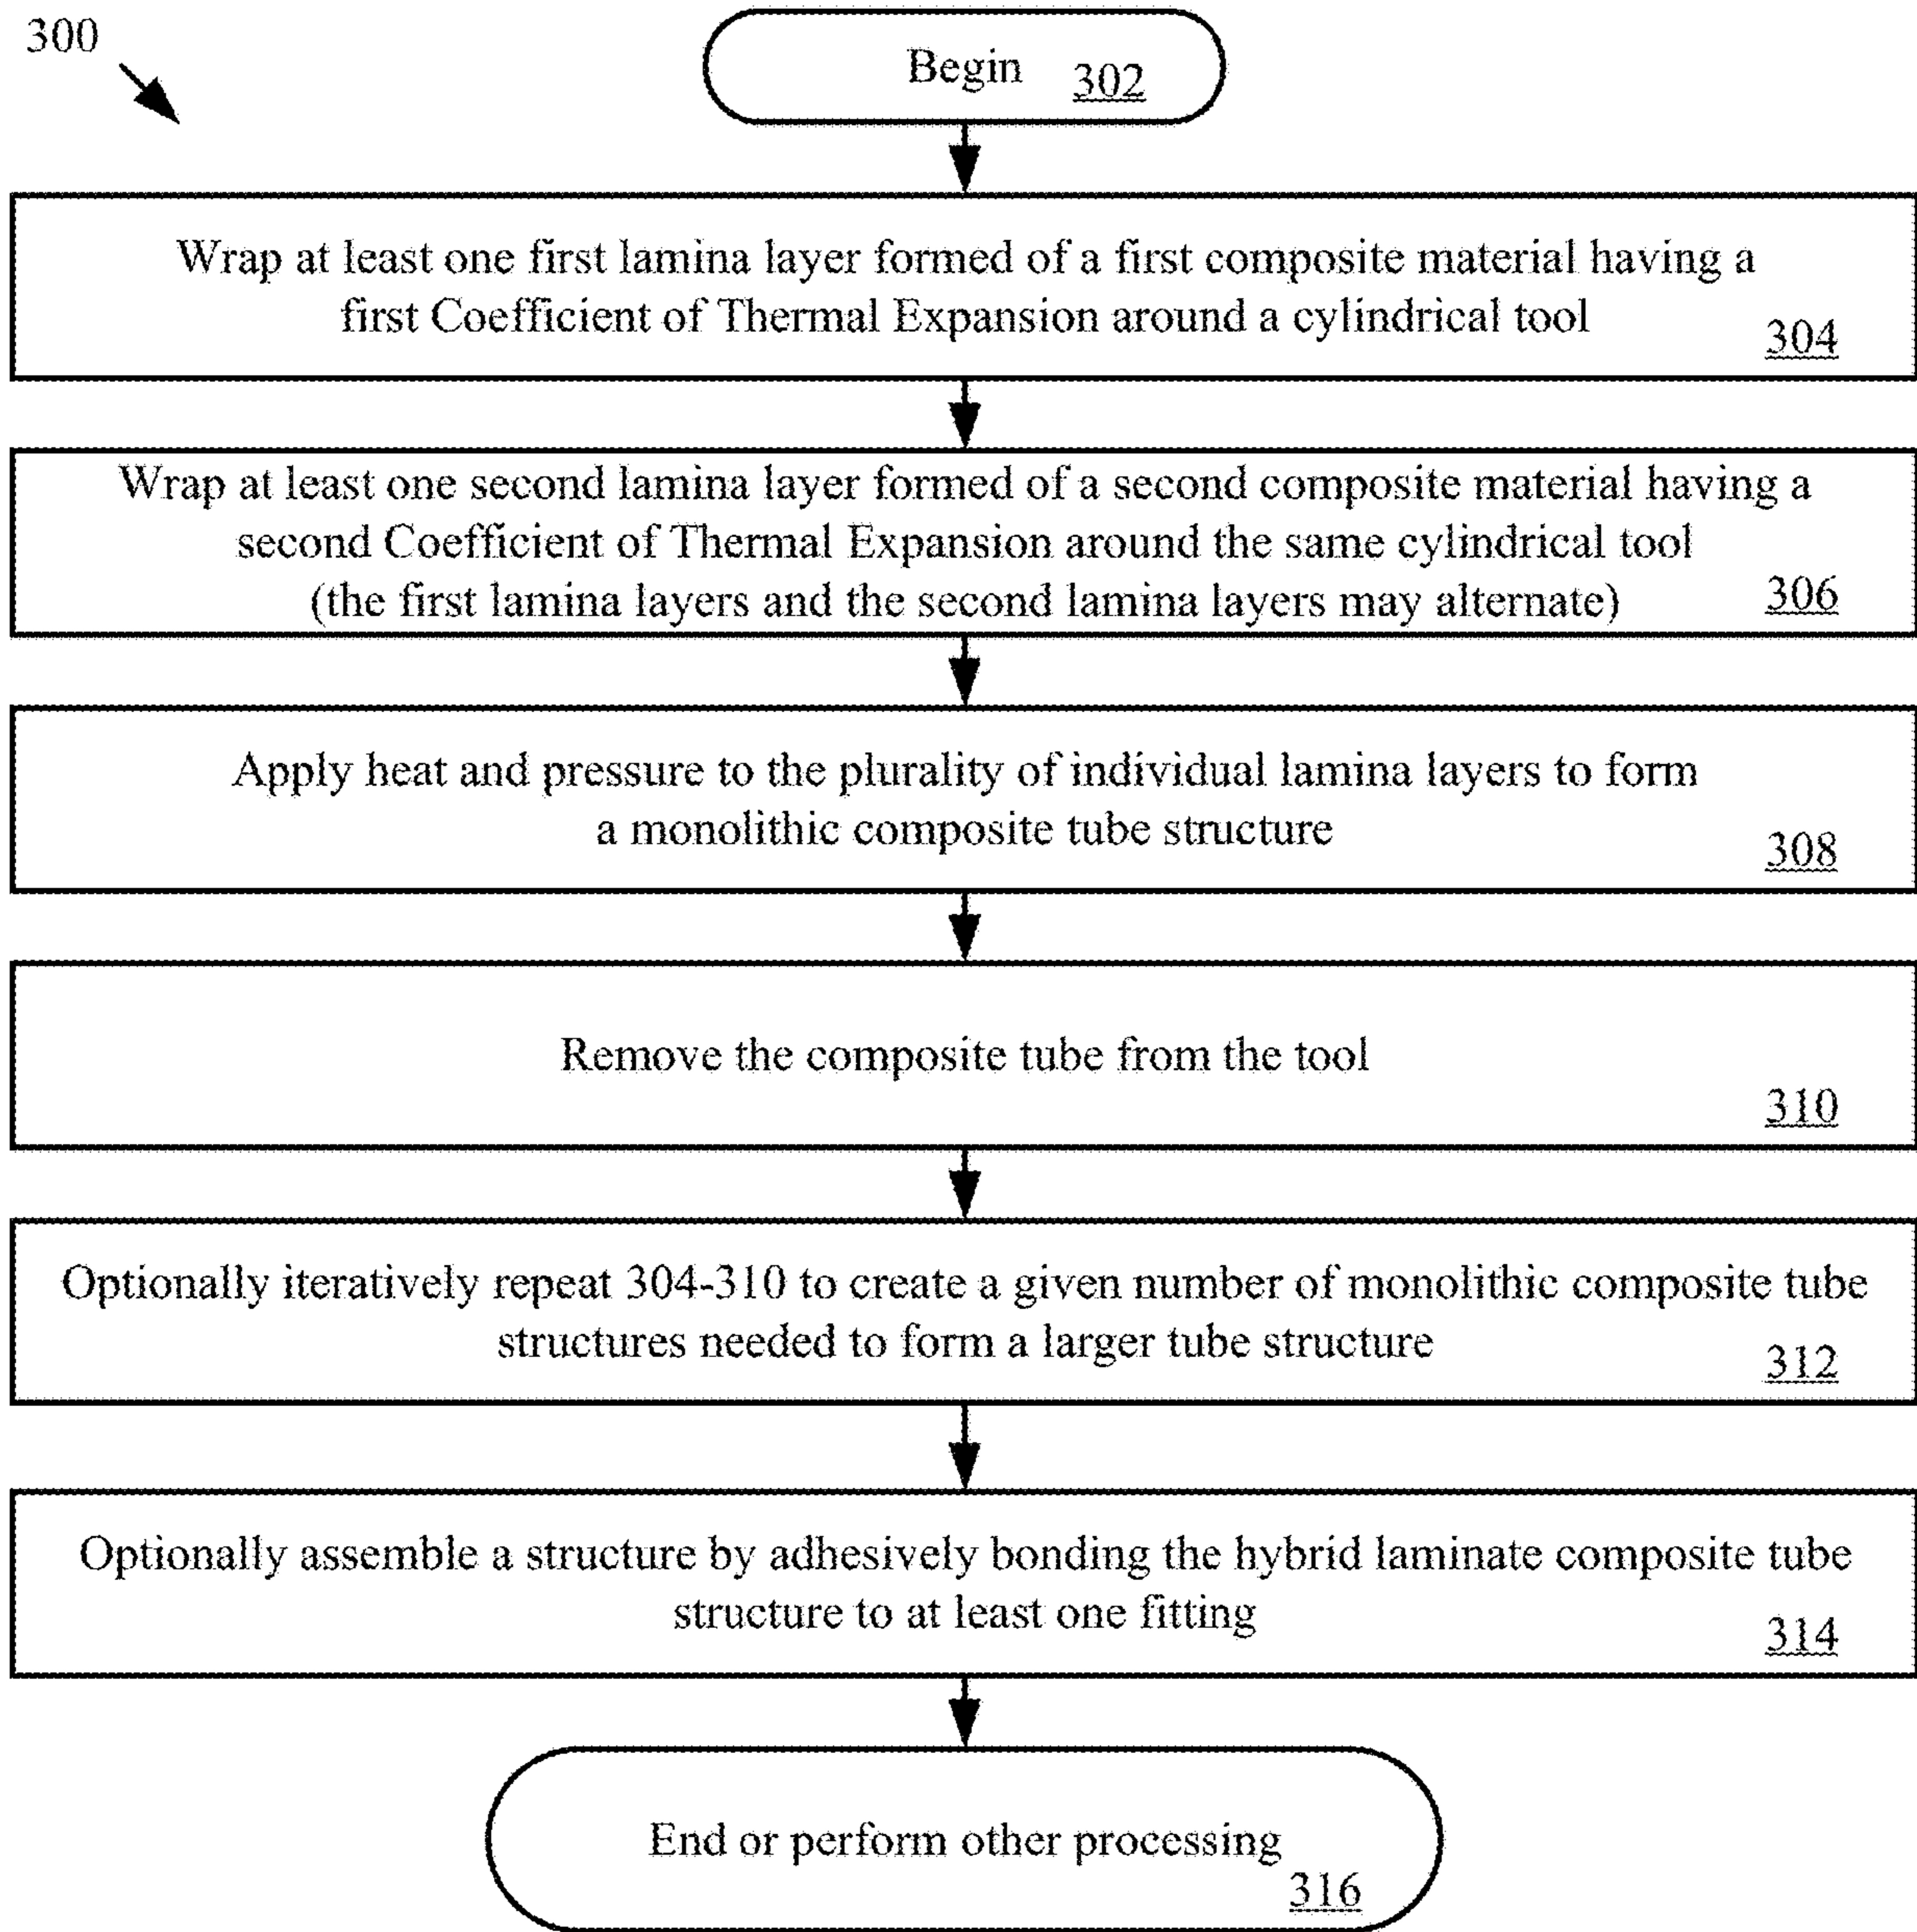 300
Begin 302
Wrap at least one first lamina layer formed of a first composite material having a
first Coefficient of Thermal Expansion around a cylindrical tool
304
Wrap at least one second lamina layer formed of a second composite material having a
second Coefficient of Thermal Expansion around the same cylindrical tool
(the first lamina layers and the second lamina layers may alternate) 306
Apply heat and pressure to the plurality of individual lamina layers to form
a monolithic composite tube structure
308
Remove the composite tube from the tool
310
Optionally iteratively repeat 304-310 to create a given number of monolithic composite tube
structures needed to form a larger tube structure
312
Optionally assemble a structure by adhesively bonding the hybrid laminate composite tube
structure to at least one fitting
314
End or perform other processing
316